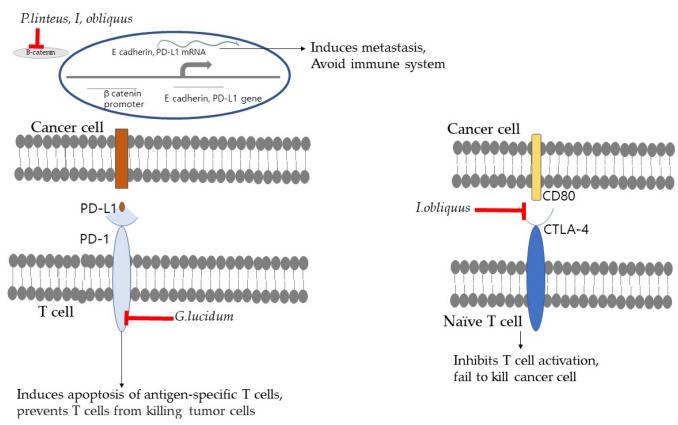 P.linteus, I, obliquus
β-catenin
E cadherin, PD-L1 mRNA
Induces metastasis,
Avoid immune system
β catenin
promoter
E cadherin, PD-L1 gene
Cancer cell
PD-L1
PD-1
T cell
G.lucidum
Induces apoptosis of antigen-specific T cells,
prevents T cells from killing tumor cells
Cancer cell
CD80
I.obliquus
CTLA-4
Naïve T cell
Inhibits T cell activation,
fail to kill cancer cell